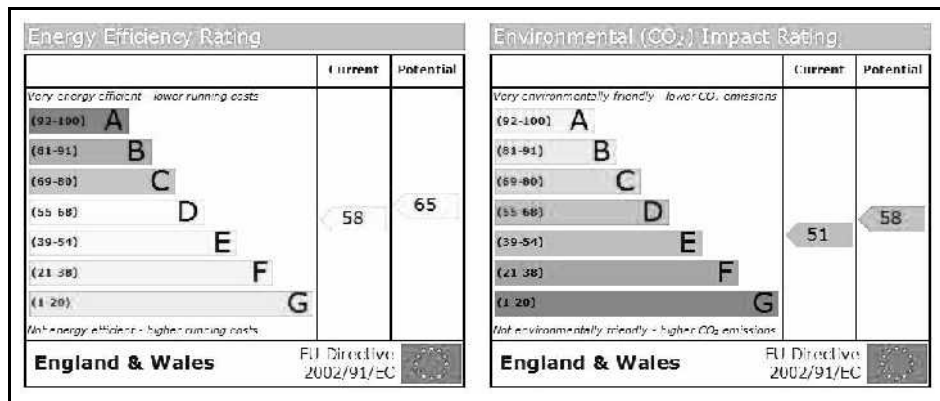 Energy Efficiency Rating
Current Potential
Very energy efficient - lower running costs
(92-100) A
(81-91) B
(69-80) C
(55-68) D
(39-54) E
(21-38) F
(1-20) G
58
65
Not energy efficient - higher running costs
England & Wales
EU Directive
2002/91/EC
Environmental (CO₂) Impact Rating
Current Potential
Very environmentally friendly - lower CO₂ emissions
(92-100) A
(81-91) B
(69-80) C
(55-68) D
(39-54) E
(21-38) F
(1-20) G
51
58
Not environmentally friendly - higher CO₂ emissions
England & Wales
EU Directive
2002/91/EC